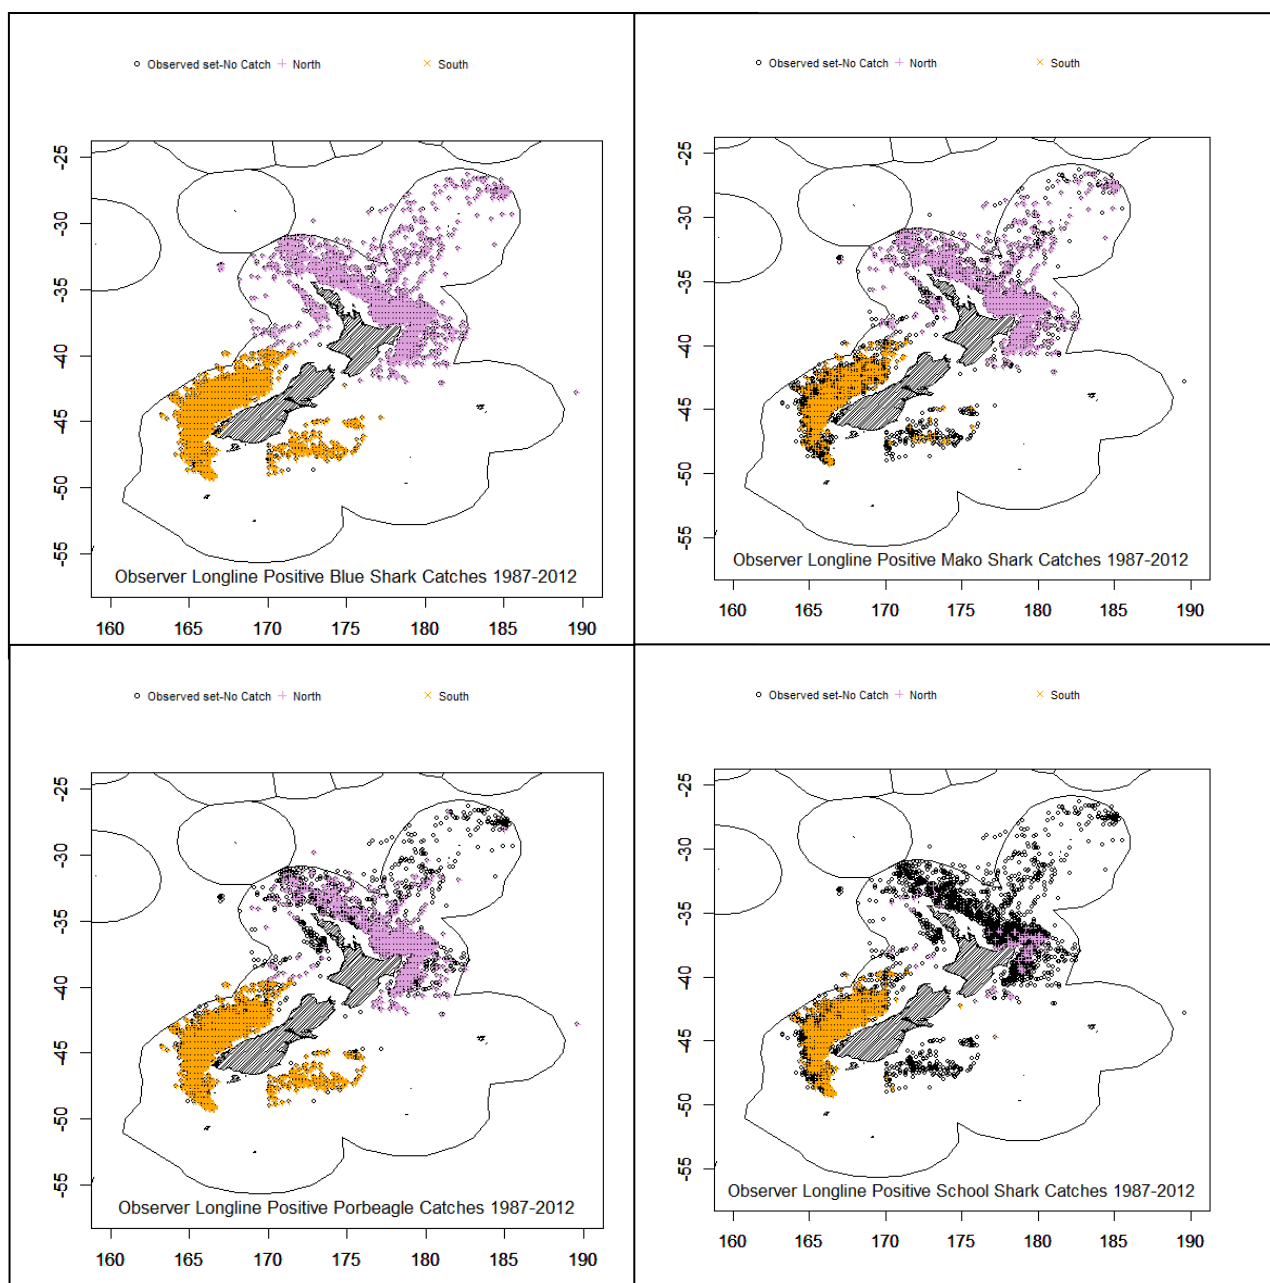 Observed set-No Catch North South
-25
-30
-35
-40
-45
-50
-55
Observer Longline Positive Blue Shark Catches 1987-2012
160 165 170 175 180 185 190
Observed set-No Catch North South
-25
-30
-35
-40
-45
-50
-55
Observer Longline Positive Mako Shark Catches 1987-2012
160 165 170 175 180 185 190
Observed set-No Catch North South
-25
-30
-35
-40
-45
-50
-55
Observer Longline Positive Porbeagle Catches 1987-2012
160 165 170 175 180 185 190
Observed set-No Catch North South
-25
-30
-35
-40
-45
-50
-55
Observer Longline Positive School Shark Catches 1987-2012
160 165 170 175 180 185 190